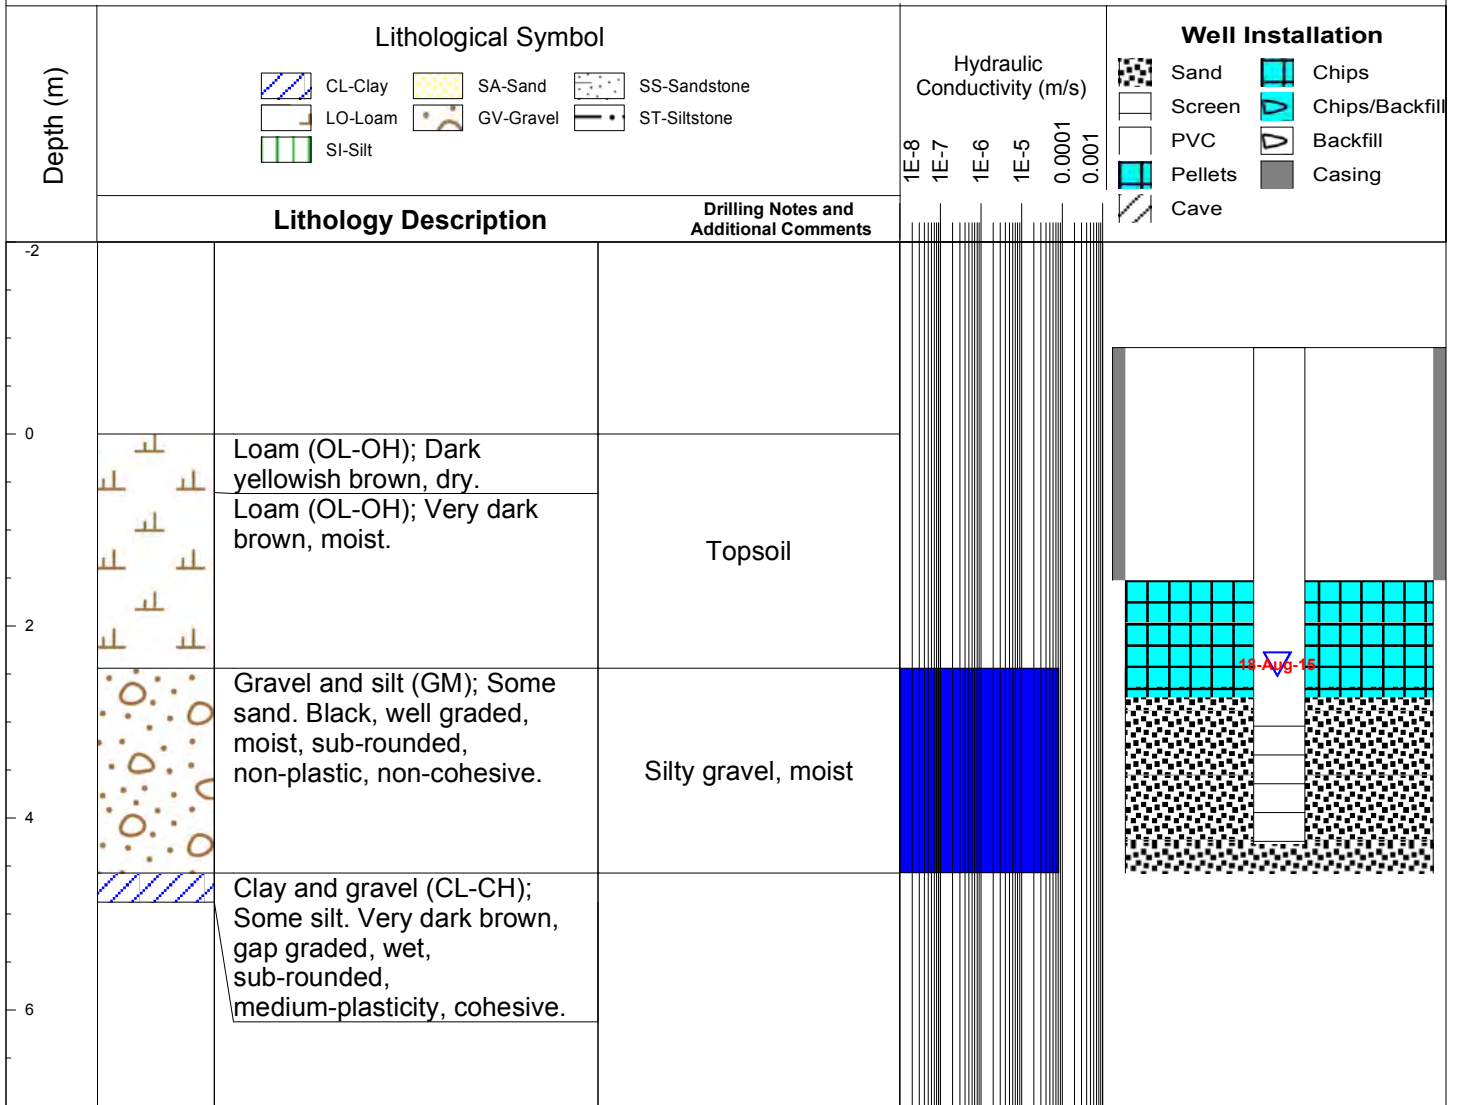 Depth (m)
Lithological Symbol
CL-Clay
SA-Sand
SS-Sandstone
LO-Loam
GV-Gravel
ST-Siltstone
SI-Silt
Lithology Description
Drilling Notes and
Additional Comments
Hydraulic
Conductivity (m/s)
1E-8
1E-7
1E-6
1E-5
0.0001
0.001
Well Installation
Sand
Chips
Screen
Chips/Backfill
PVC
Backfill
Pellets
Casing
Cave
-2
0
Loam (OL-OH); Dark
yellowish brown, dry.
Loam (OL-OH); Very dark
brown, moist.
Topsoil
2
18-Aug-15
Gravel and silt (GM); Some
sand. Black, well graded,
moist, sub-rounded,
non-plastic, non-cohesive.
Silty gravel, moist
4
Clay and gravel (CL-CH);
Some silt. Very dark brown,
gap graded, wet,
sub-rounded,
medium-plasticity, cohesive.
6